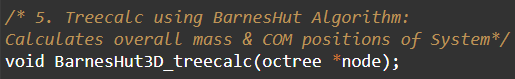 /* 5. Treecalc using BarnesHut Algorithm:
Calculates overall mass & COM positions of System*/
void BarnesHut3D_treecalc(octree *node);